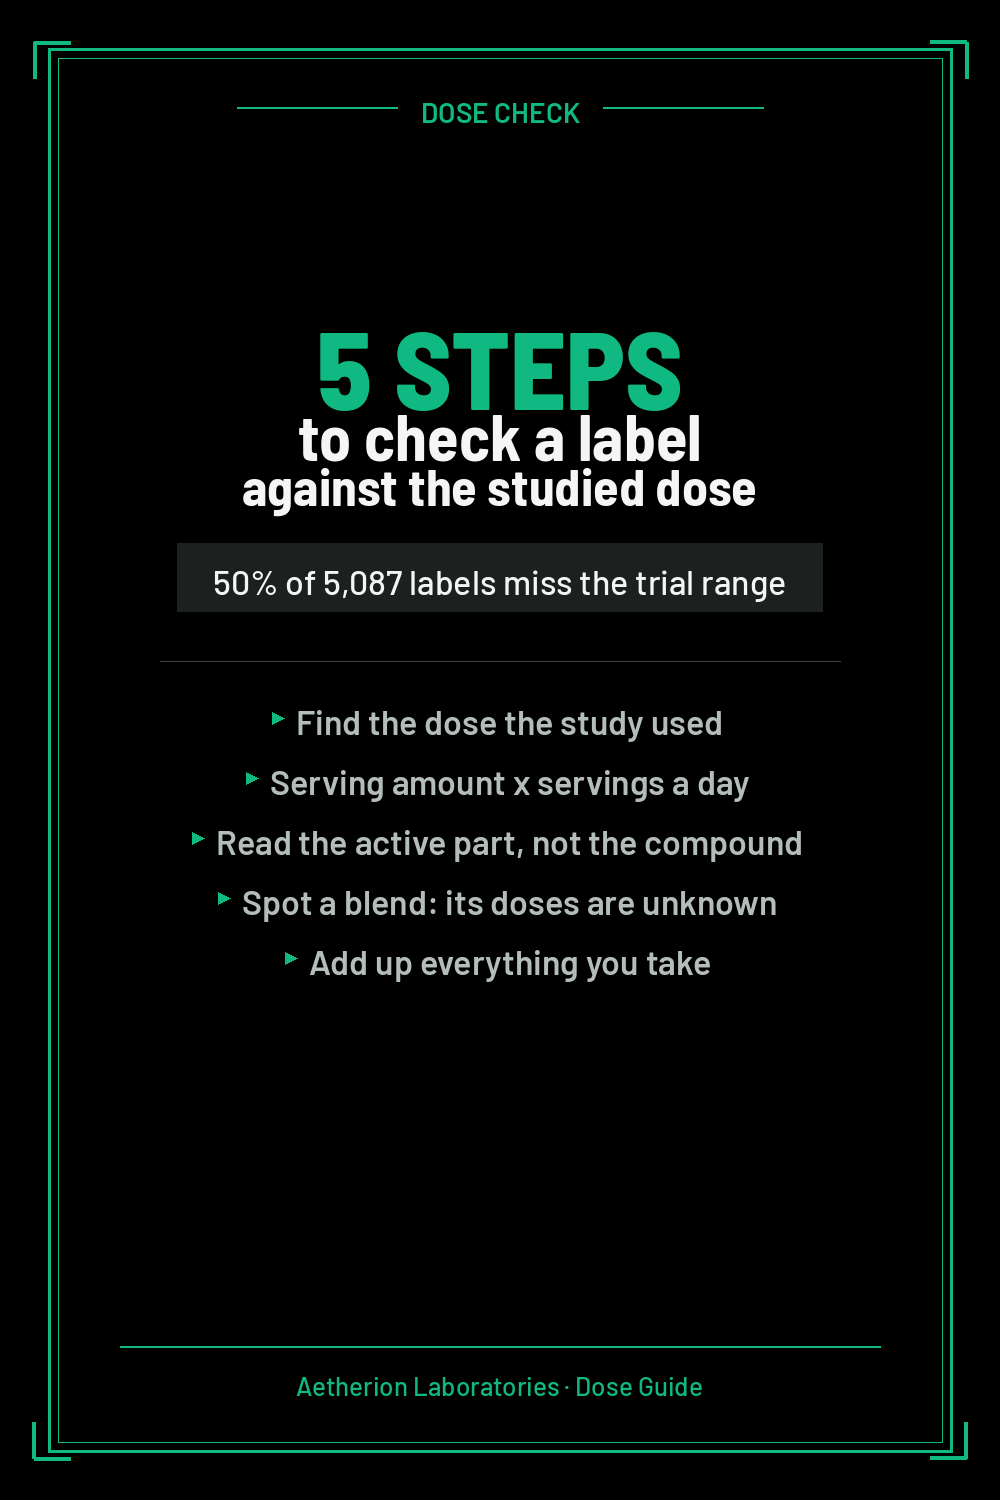 DOSE CHECK
5 STEPS
to check a label
against the studied dose
50% of 5,087 labels miss the trial range
▶ Find the dose the study used
▶ Serving amount x servings a day
▶ Read the active part, not the compound
▶ Spot a blend: its doses are unknown
▶ Add up everything you take
Aetherion Laboratories · Dose Guide